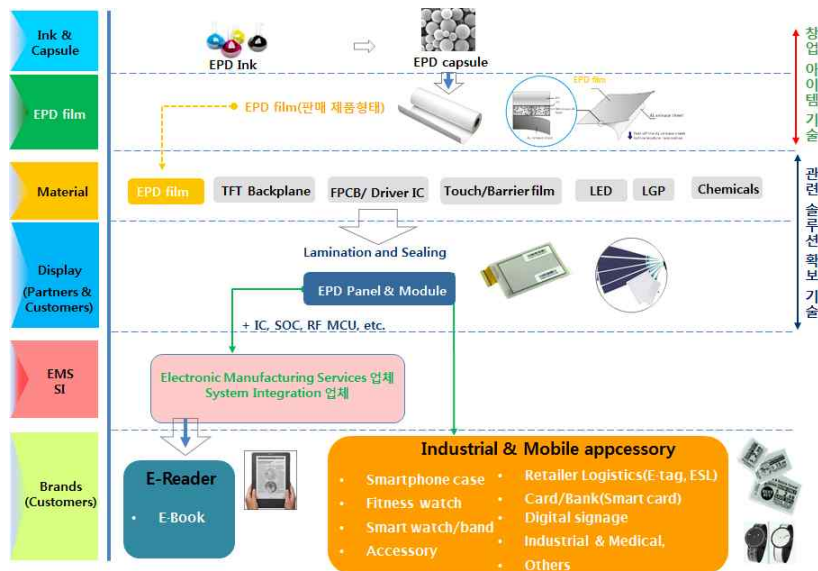 Ink &
Capsule
EPD Ink
EPD capsule
창업 아이템 기술
EPD film
EPD film(판매 제품형태)
EPD film
Material
EPD film
TFT Backplane
FPCB/ Driver IC
Touch/Barrier film
LED
LGP
Chemicals
관련 솔루션 확보 기술
Display
(Partners &
Customers)
Lamination and Sealing
EPD Panel & Module
+ IC, SOC, RF MCU, etc.
EMS
SI
Electronic Manufacturing Services 업체
System Integration 업체
Brands
(Customers)
E-Reader
• E-Book
Industrial & Mobile appcessory
• Smartphone case
• Fitness watch
• Smart watch/band
• Accessory
• Retailer Logistics(E-tag, ESL)
• Card/Bank(Smart card)
• Digital signage
• Industrial & Medical,
• Others